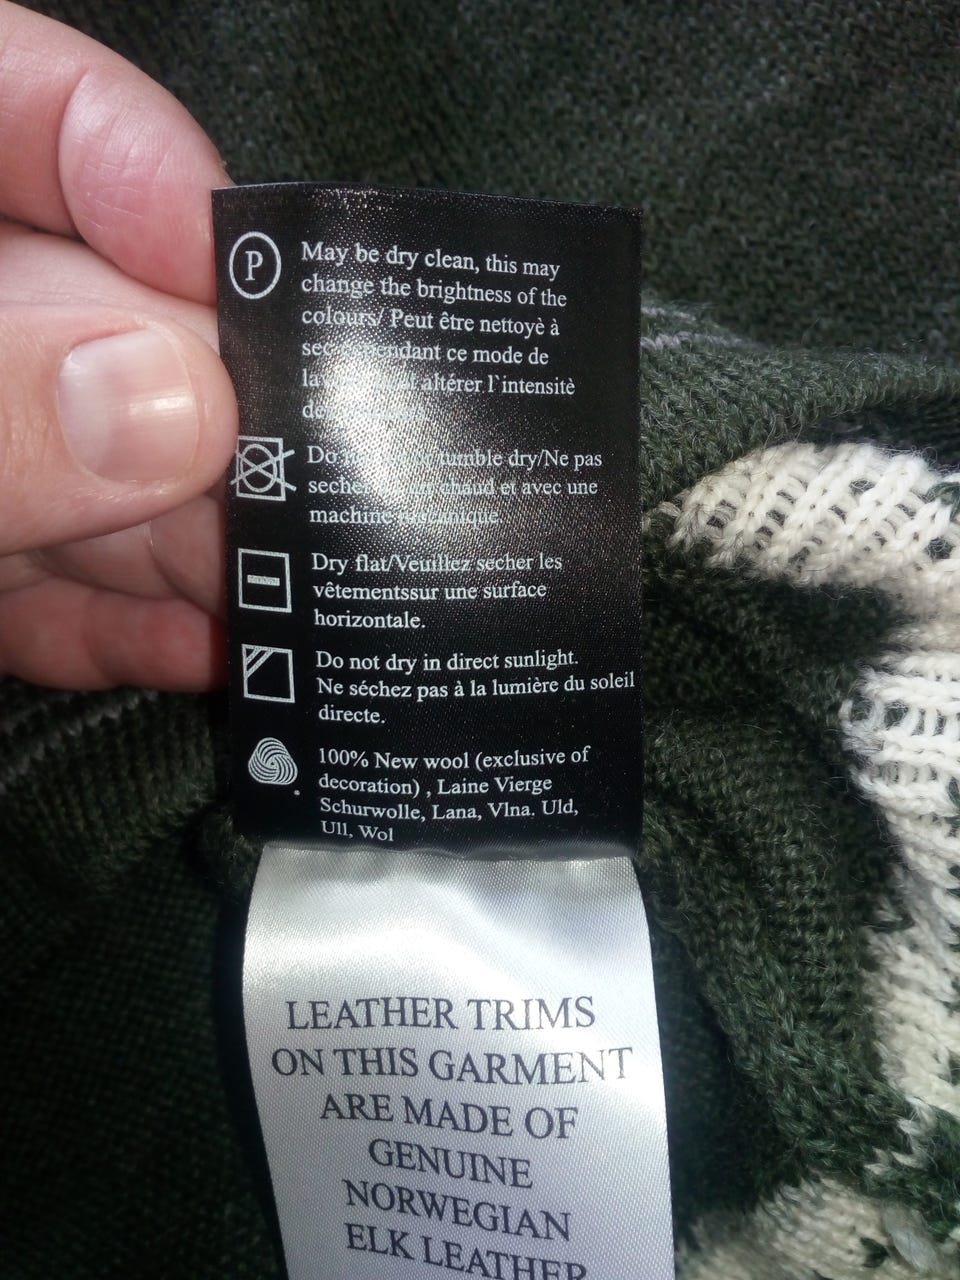 P
May be dry clean, this may
change the brightness of the
colours/ Peut être nettoyè à
ce mode de
altérer l`intensitè
Do tumble dry/Ne pas
chaud et avec une
machine
Dry flat/Veuillez secher les
vêtementssur une surface
horizontale.
Do not dry in direct sunlight.
Ne séchez pas à la lumière du soleil
directe.
100% New wool (exclusive of
decoration) , Laine Vierge
Schurwolle, Lana, Vlna. Uld,
Ull, Wol
LEATHER TRIMS
ON THIS GARMENT
ARE MADE OF
GENUINE
NORWEGIAN
ELK LEATHER